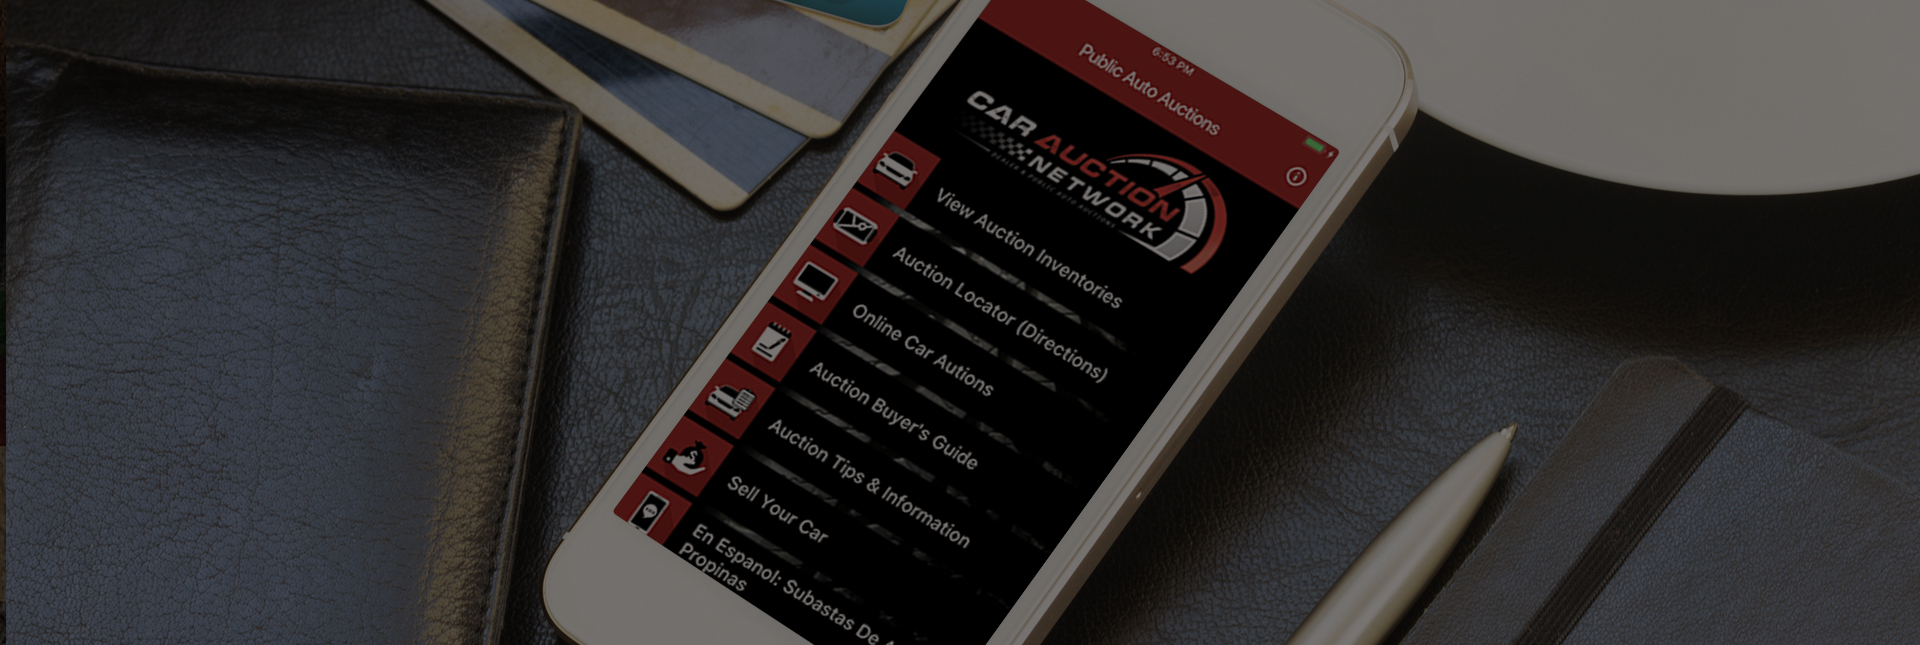 6:53 PM
Public Auto Auctions
CAR AUCTION
NETWORK
DEALER & PUBLIC AUTO AUCTIONS
View Auction Inventories
Auction Locator (Directions)
Online Car Autions
Auction Buyer's Guide
Auction Tips & Information
Sell Your Car
En Espanol: Subastas De
Propinas